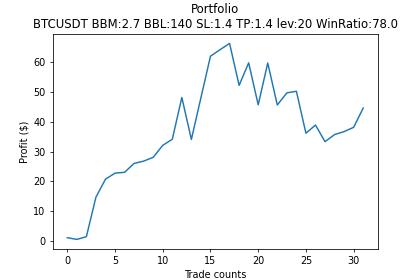 Portfolio
BTCUSDT BBM:2.7 BBL:140 SL:1.4 TP:1.4 lev:20 WinRatio:78.0
Profit ($)
60
50
40
30
20
10
0
0 5 10 15 20 25 30
Trade counts